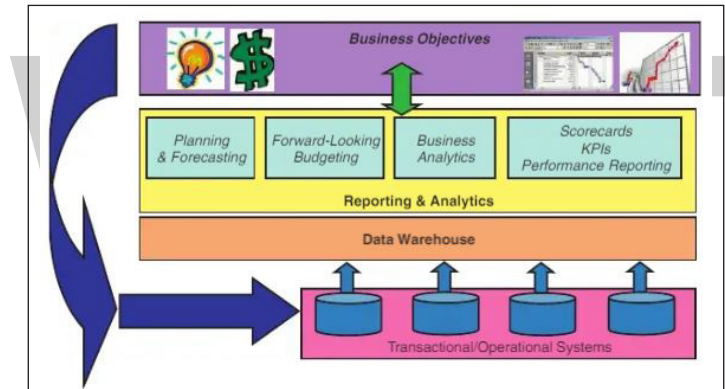 Business Objectives
Planning
& Forecasting
Forward-Looking
Budgeting
Business
Analytics
Scorecards
KPIs
Performance Reporting
Reporting & Analytics
Data Warehouse
Transactional/Operational Systems